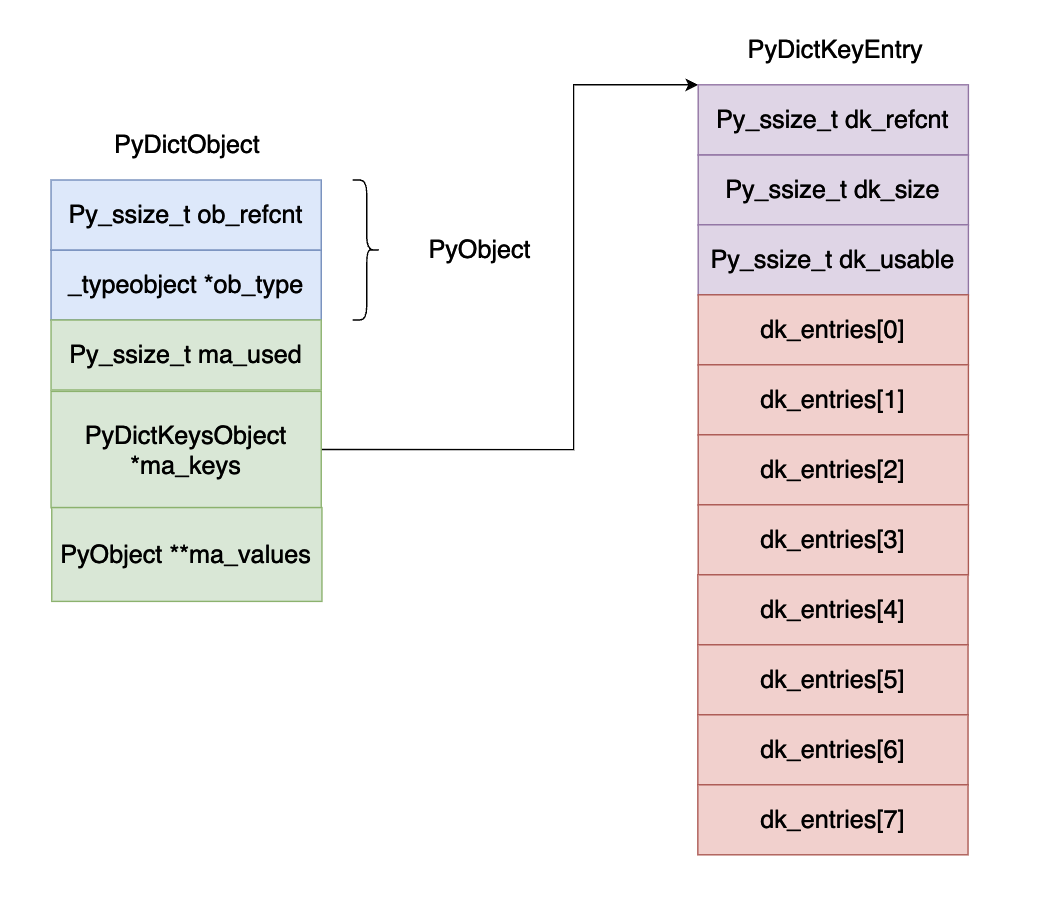 PyDictObject
Py_ssize_t ob_refcnt
_typeobject *ob_type
Py_ssize_t ma_used
PyDictKeysObject
*ma_keys
PyObject **ma_values
PyObject
PyDictKeyEntry
Py_ssize_t dk_refcnt
Py_ssize_t dk_size
Py_ssize_t dk_usable
dk_entries[0]
dk_entries[1]
dk_entries[2]
dk_entries[3]
dk_entries[4]
dk_entries[5]
dk_entries[6]
dk_entries[7]